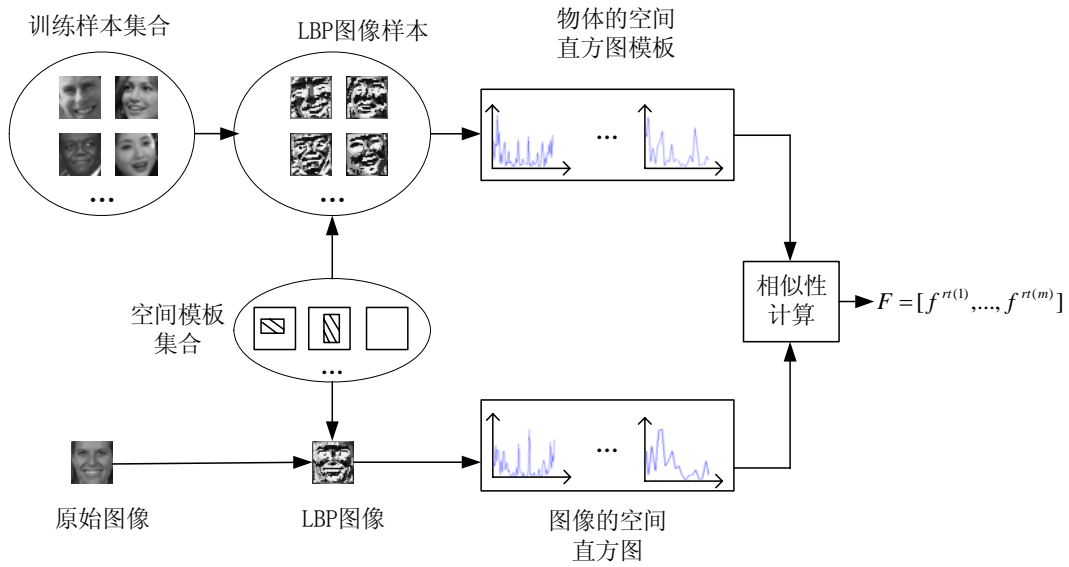 训练样本集合
LBP图像样本
物体的空间
直方图模板
...
...
...
空间模板
集合
...
相似性
计算
F = [f^{rt(1)},..., f^{rt(m)}]
...
原始图像
LBP图像
图像的空间
直方图